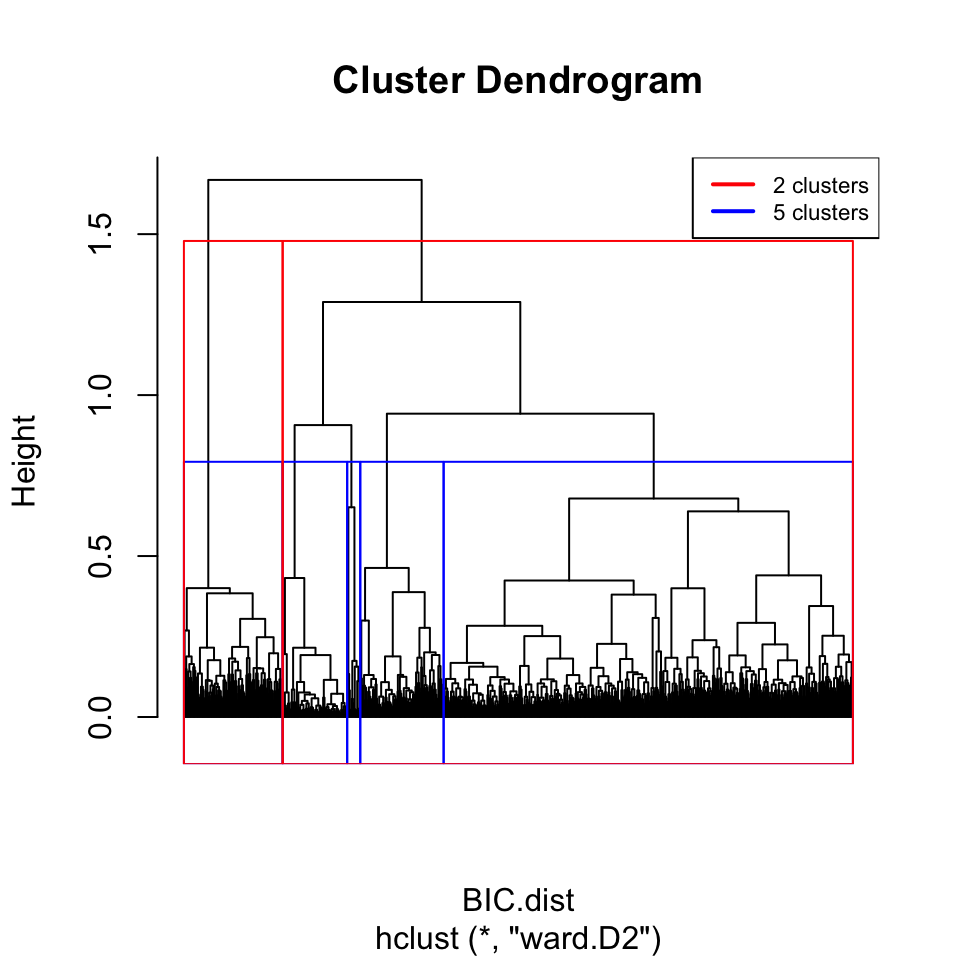 Cluster Dendrogram
2 clusters
5 clusters
Height
1.5
1.0
0.5
0.0
BIC.dist
hclust (*, "ward.D2")